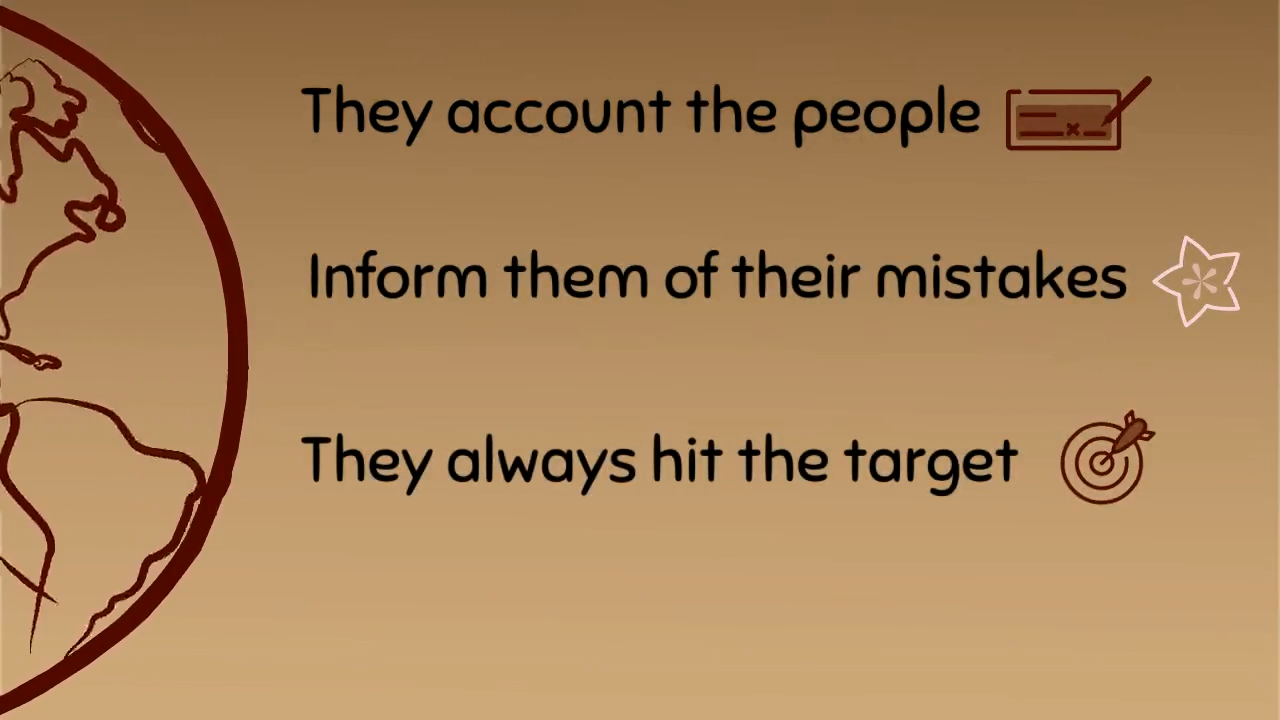 They account the people
Inform them of their mistakes
They always hit the target